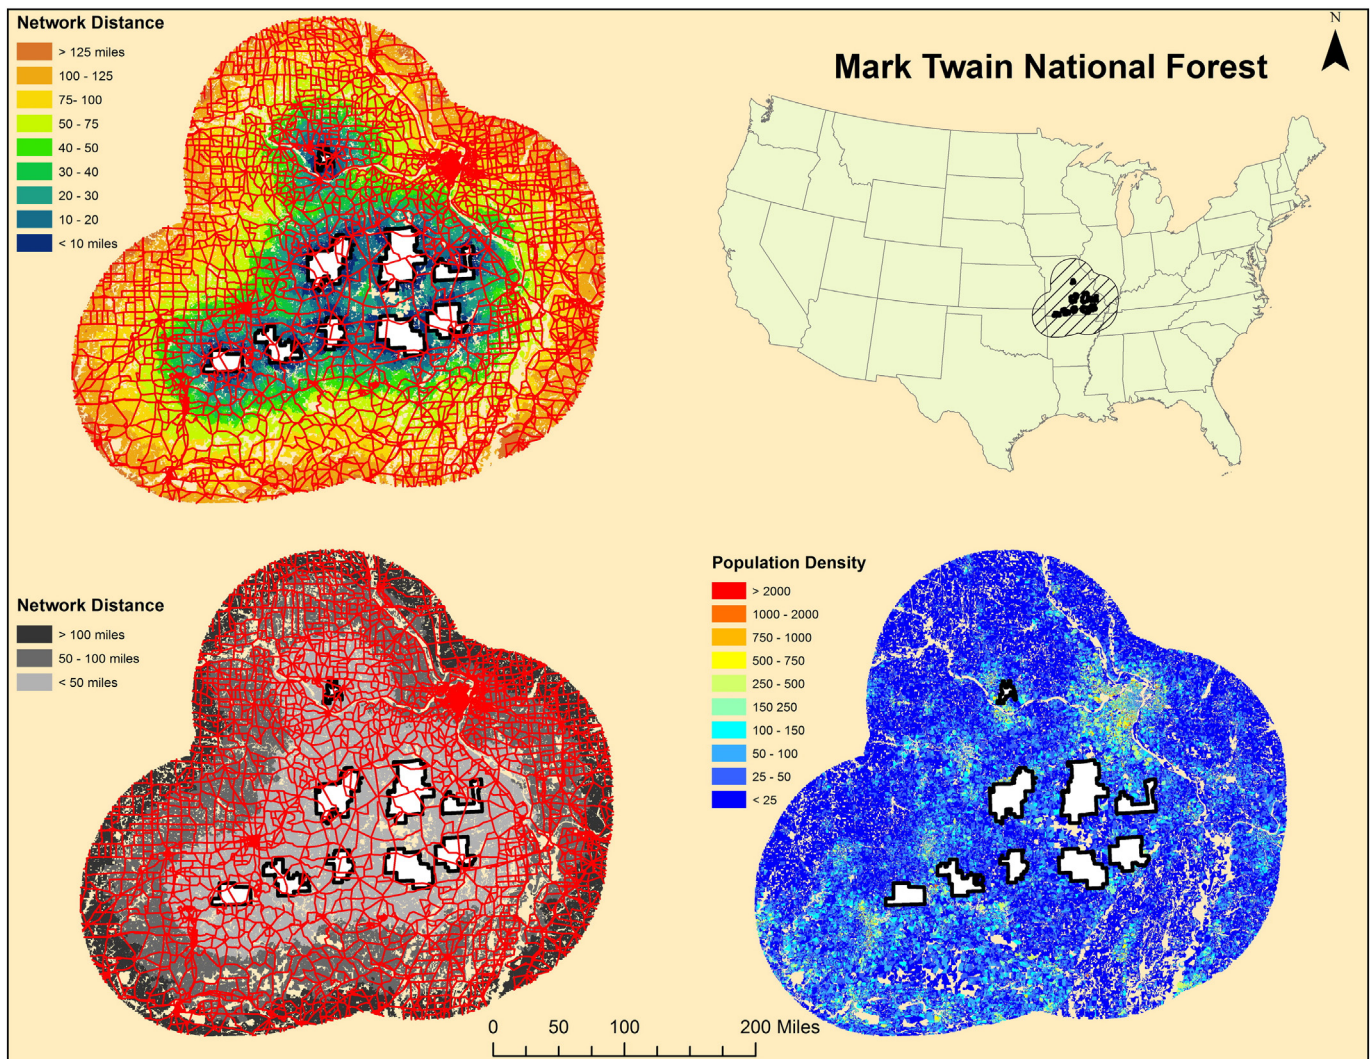 Network Distance
> 125 miles
100 - 125
75- 100
50 - 75
40 - 50
30 - 40
20 - 30
10 - 20
< 10 miles
N
Mark Twain National Forest
Network Distance
> 100 miles
50 - 100 miles
< 50 miles
Population Density
> 2000
1000 - 2000
750 - 1000
500 - 750
250 - 500
150 250
100 - 150
50 - 100
25 - 50
< 25
0 50 100 200 Miles